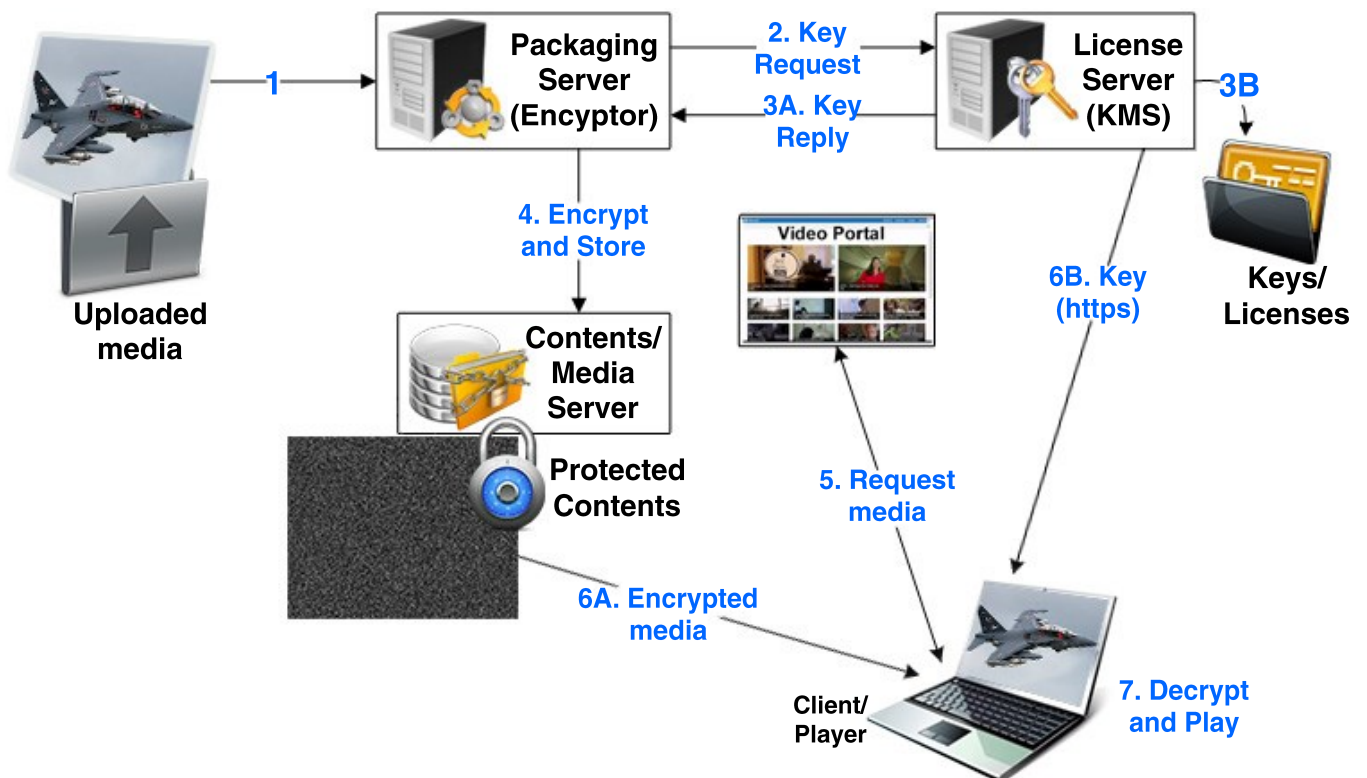 1
Packaging
Server
(Encyptor)
2. Key
Request
3A. Key
Reply
License
Server
(KMS)
3B
Keys/
Licenses
Uploaded
media
4. Encrypt
and Store
Contents/
Media
Server
Protected
Contents
Video Portal
5. Request
media
6B. Key
(https)
6A. Encrypted
media
Client/
Player
7. Decrypt
and Play